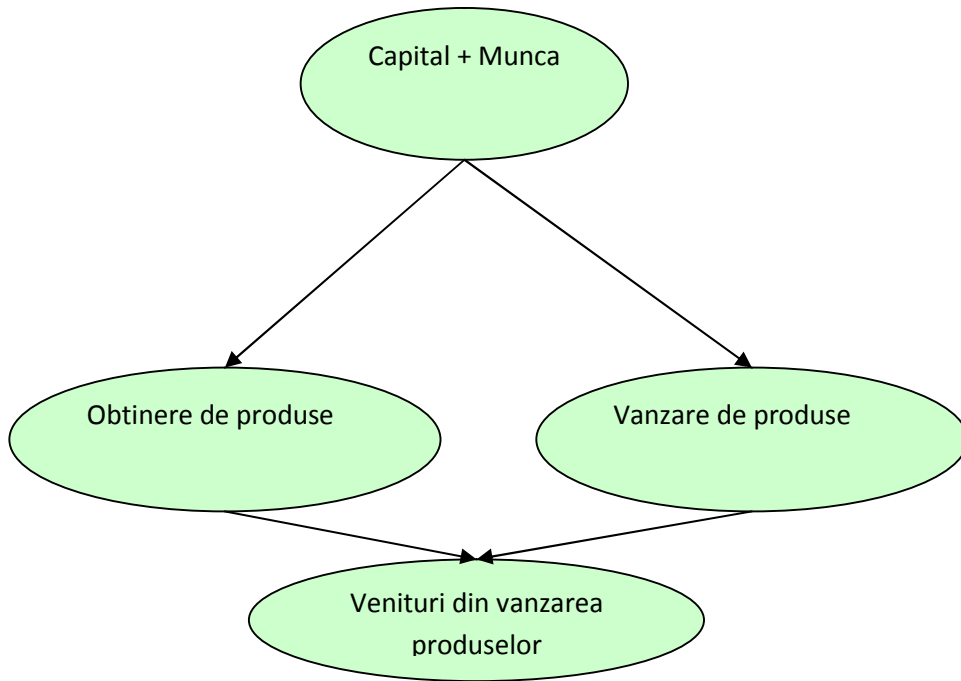 Capital + Munca
Obtinere de produse
Vanzare de produse
Venituri din vanzarea
produselor